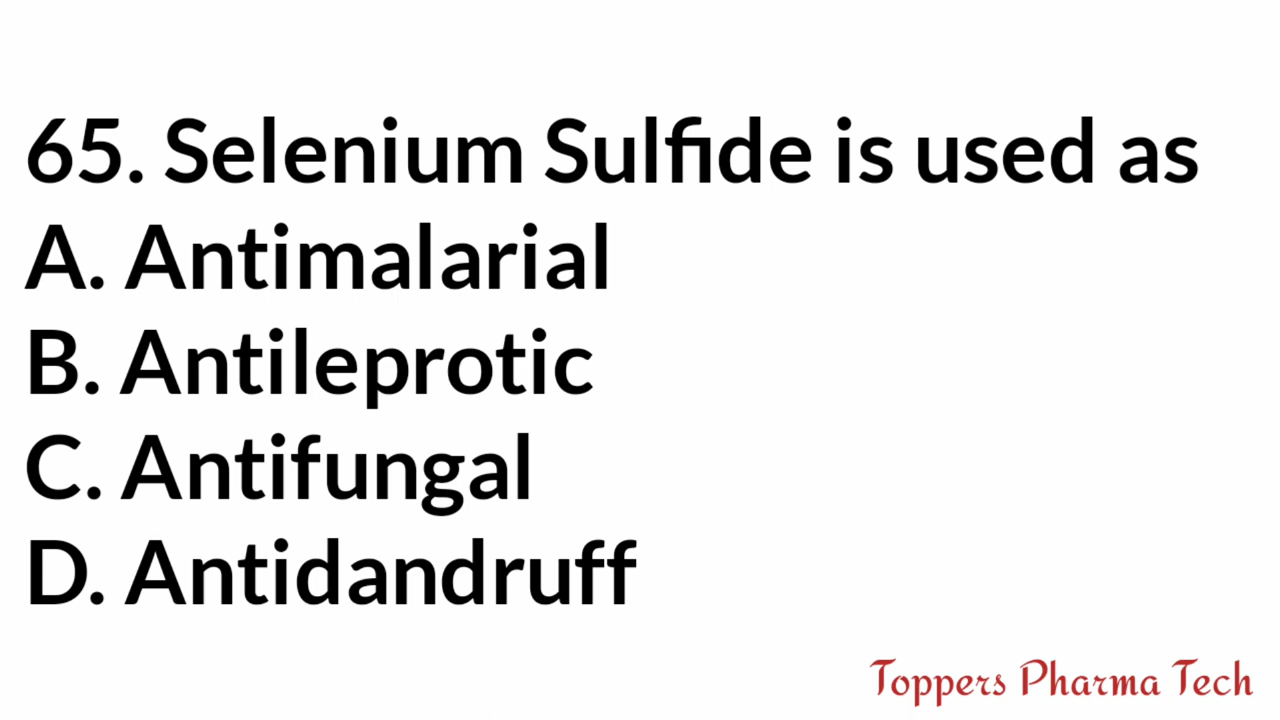 65. Selenium Sulfide is used as
A. Antimalarial
B. Antileprotic
C. Antifungal
D. Antidandruff
Toppers Pharma Tech